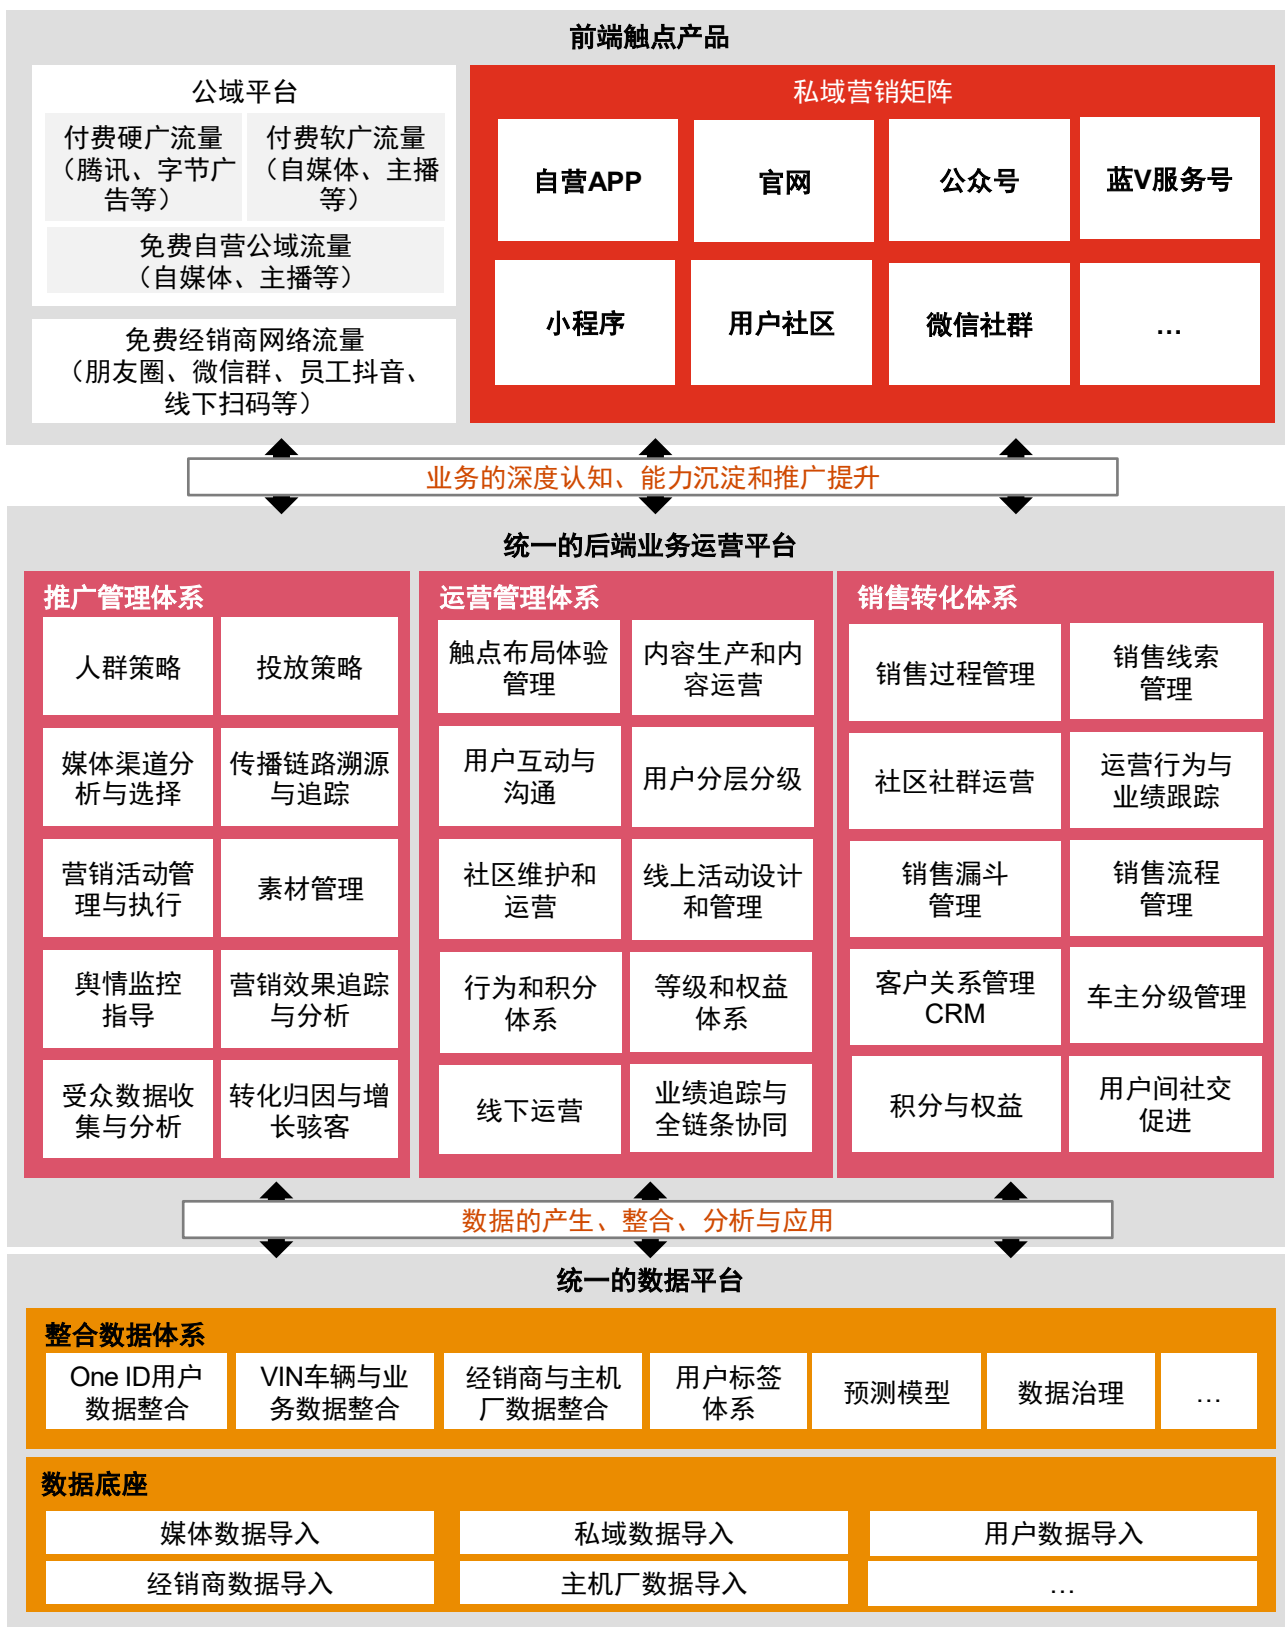 前端触点产品
公域平台
付费硬广流量
（腾讯、字节广
告等）
付费软广流量
（自媒体、主播
等）
免费自营公域流量
（自媒体、主播等）
免费经销商网络流量
（朋友圈、微信群、员工抖音、
线下扫码等）
私域营销矩阵
自营APP
官网
公众号
蓝V服务号
小程序
用户社区
微信社群
…
业务的深度认知、能力沉淀和推广提升
统一的后端业务运营平台
推广管理体系
人群策略
投放策略
媒体渠道分
析与选择
传播链路溯源
与追踪
营销活动管
理与执行
素材管理
舆情监控
指导
营销效果追踪
与分析
受众数据收
集与分析
转化归因与增
长骇客
运营管理体系
触点布局体验
管理
内容生产和内
容运营
用户互动与
沟通
用户分层分级
社区维护和
运营
线上活动设计
和管理
行为和积分
体系
等级和权益
体系
线下运营
业绩追踪与
全链条协同
销售转化体系
销售过程管理
销售线索
管理
社区社群运营
运营行为与
业绩跟踪
销售漏斗
管理
销售流程
管理
客户关系管理
CRM
车主分级管理
积分与权益
用户间社交
促进
数据的产生、整合、分析与应用
统一的数据平台
整合数据体系
One ID用户
数据整合
VIN车辆与业
务数据整合
经销商与主机
厂数据整合
用户标签
体系
预测模型
数据治理
…
数据底座
媒体数据导入
私域数据导入
用户数据导入
经销商数据导入
主机厂数据导入
…